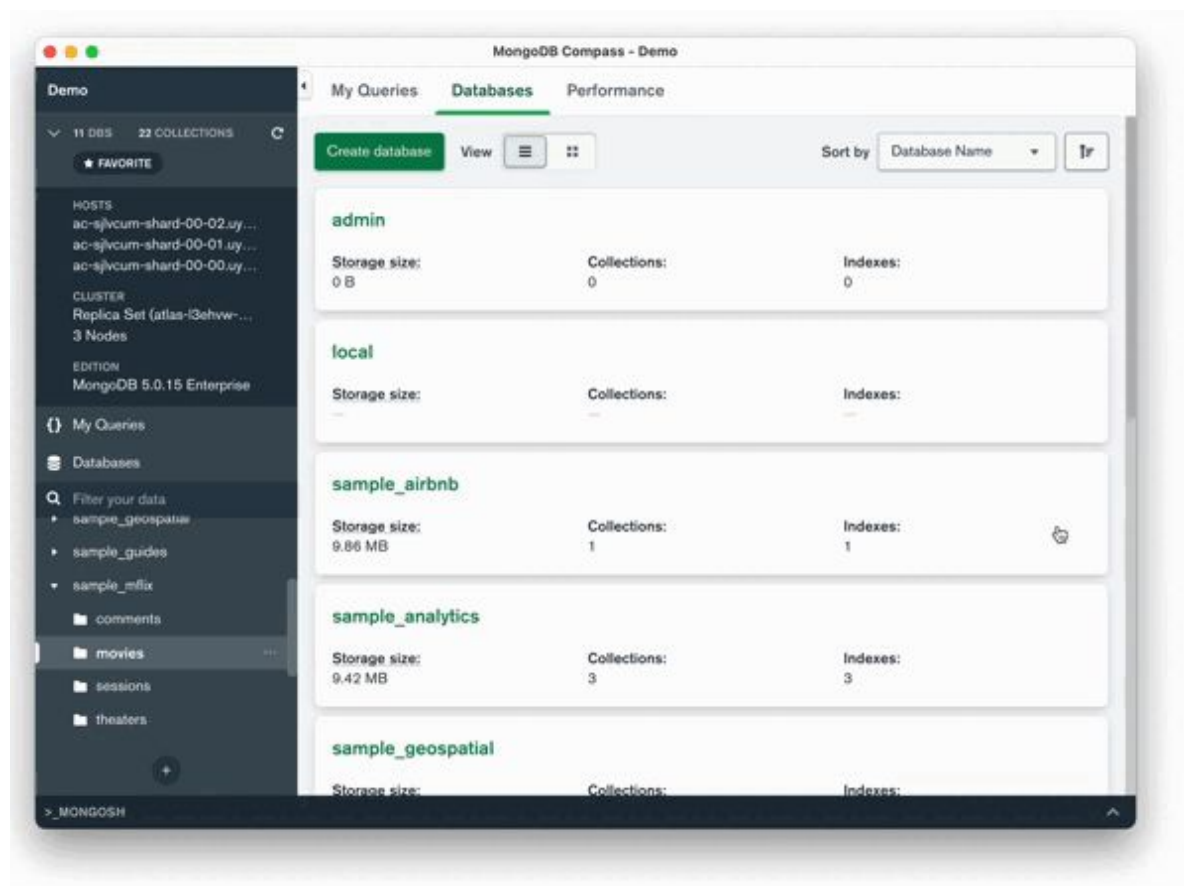 MongoDB Compass - Demo
Demo
11 DBS 22 COLLECTIONS
★ FAVORITE
HOSTS
ac-sjlvcum-shard-00-02.uy...
ac-sjlvcum-shard-00-01.uy...
ac-sjlvcum-shard-00-00.uy...
CLUSTER
Replica Set (atlas-l3ehvw-...
3 Nodes
EDITION
MongoDB 5.0.15 Enterprise
{} My Queries
Databases
Filter your data
sample_geospatial
sample_guides
sample_mflix
comments
movies ...
sessions
theaters
+
>_MONGOSH
My Queries Databases Performance
Create database View Sort by Database Name
admin
Storage size: Collections: Indexes:
0 B 0 0
local
Storage size: Collections: Indexes:
— — —
sample_airbnb
Storage size: Collections: Indexes:
9.86 MB 1 1
sample_analytics
Storage size: Collections: Indexes:
9.42 MB 3 3
sample_geospatial
Storage size: Collections: Indexes: